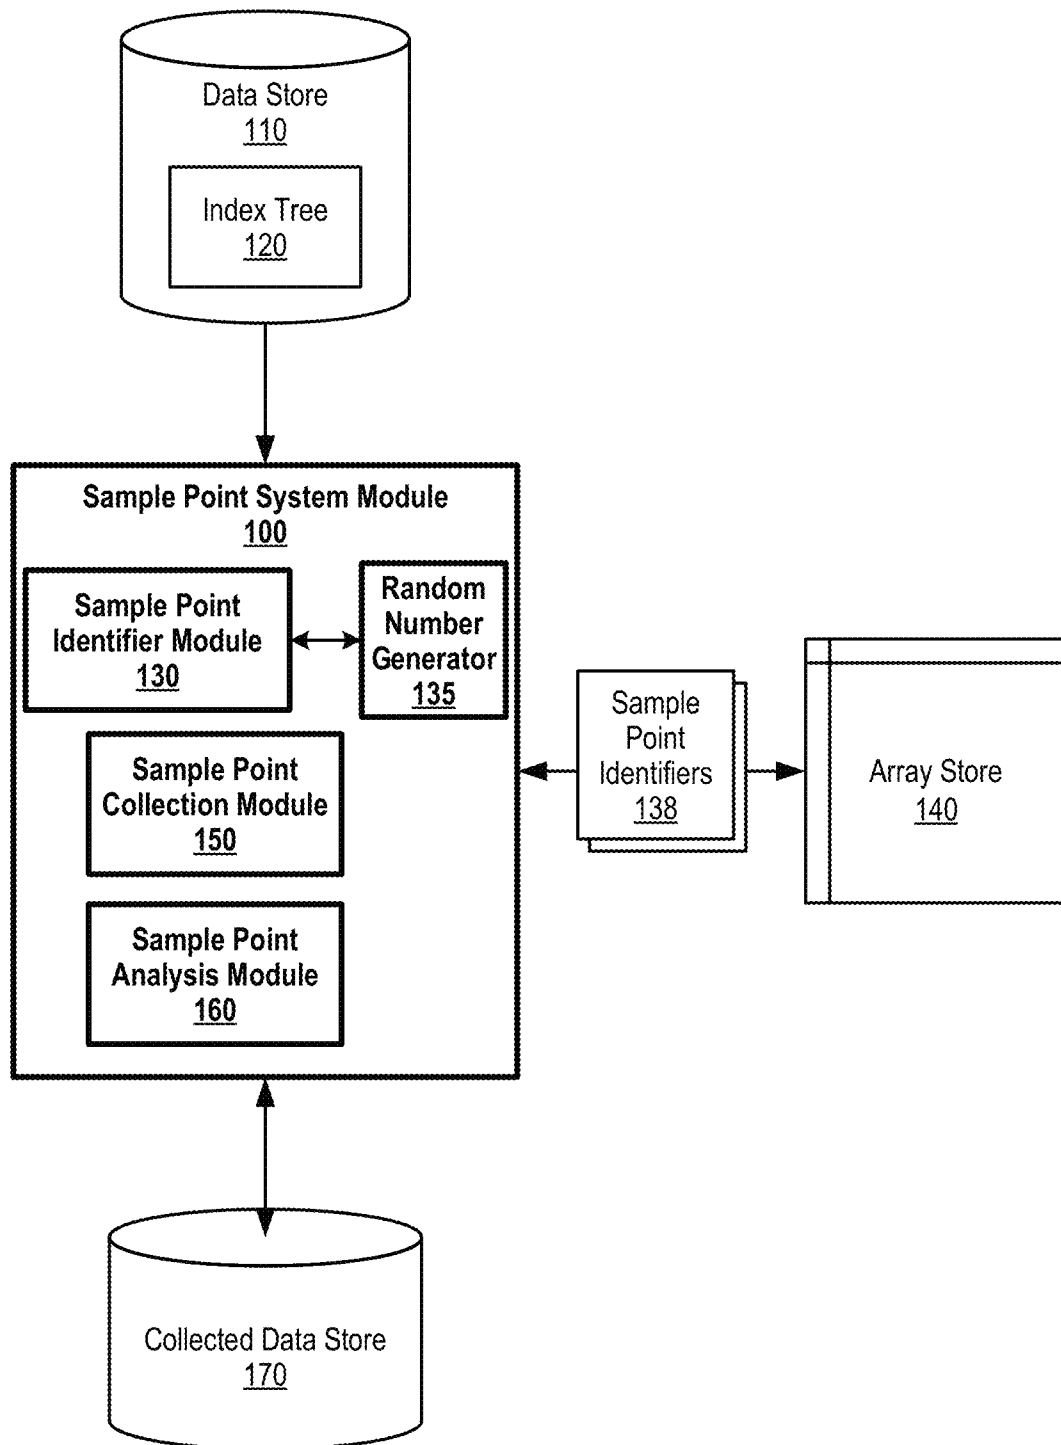 Data Store
110
Index Tree
120
Sample Point System Module
100
Sample Point
Identifier Module
130
Random
Number
Generator
135
Sample Point
Collection Module
150
Sample Point
Analysis Module
160
Sample
Point
Identifiers
138
Array Store
140
Collected Data Store
170